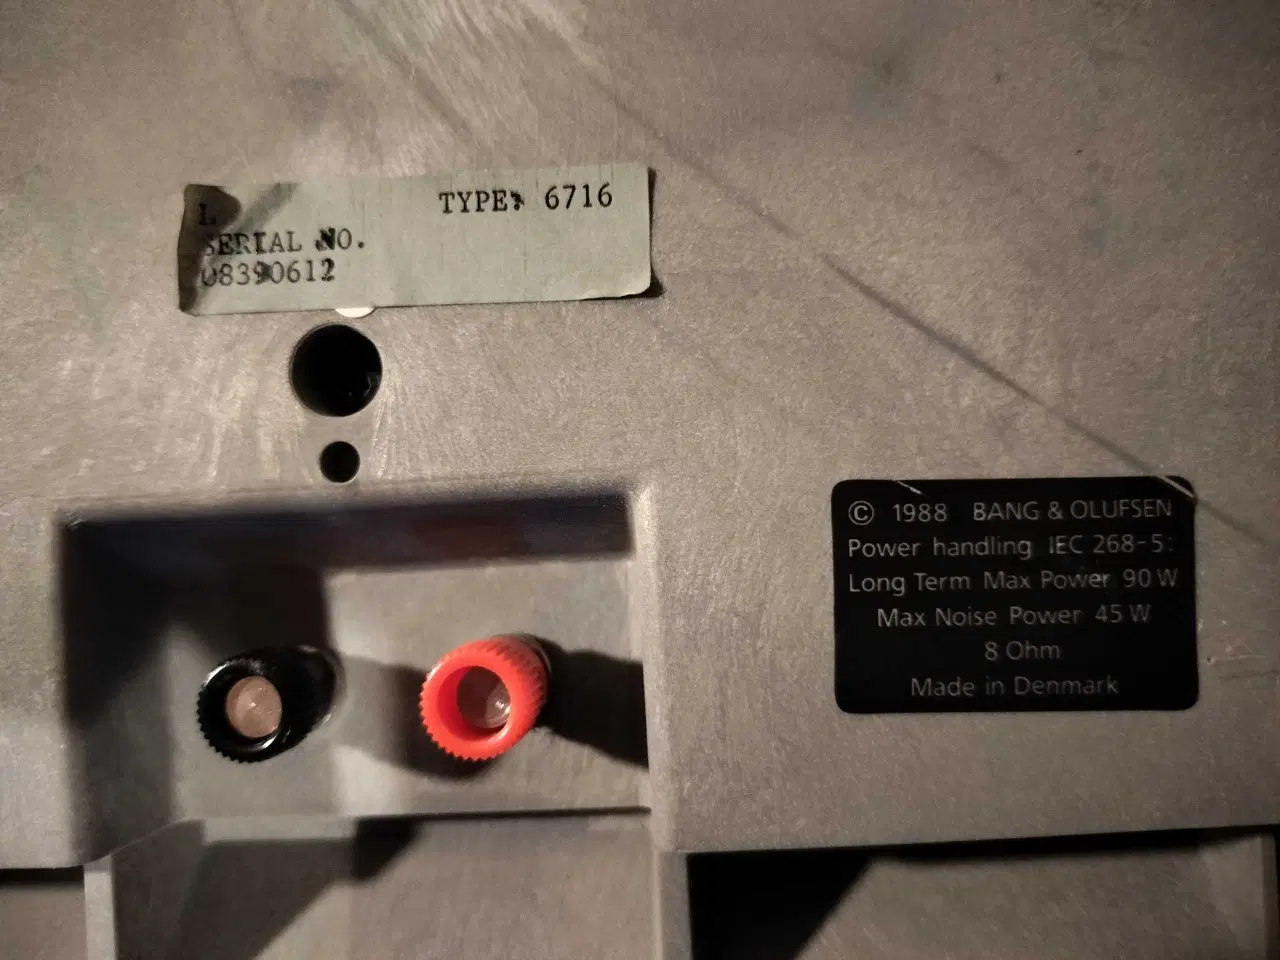 L
TYPE: 6716
SERIAL NO.
08390612
© 1988 BANG & OLUFSEN
Power handling IEC 268-5:
Long Term Max Power 90 W
Max Noise Power 45 W
8 Ohm
Made in Denmark